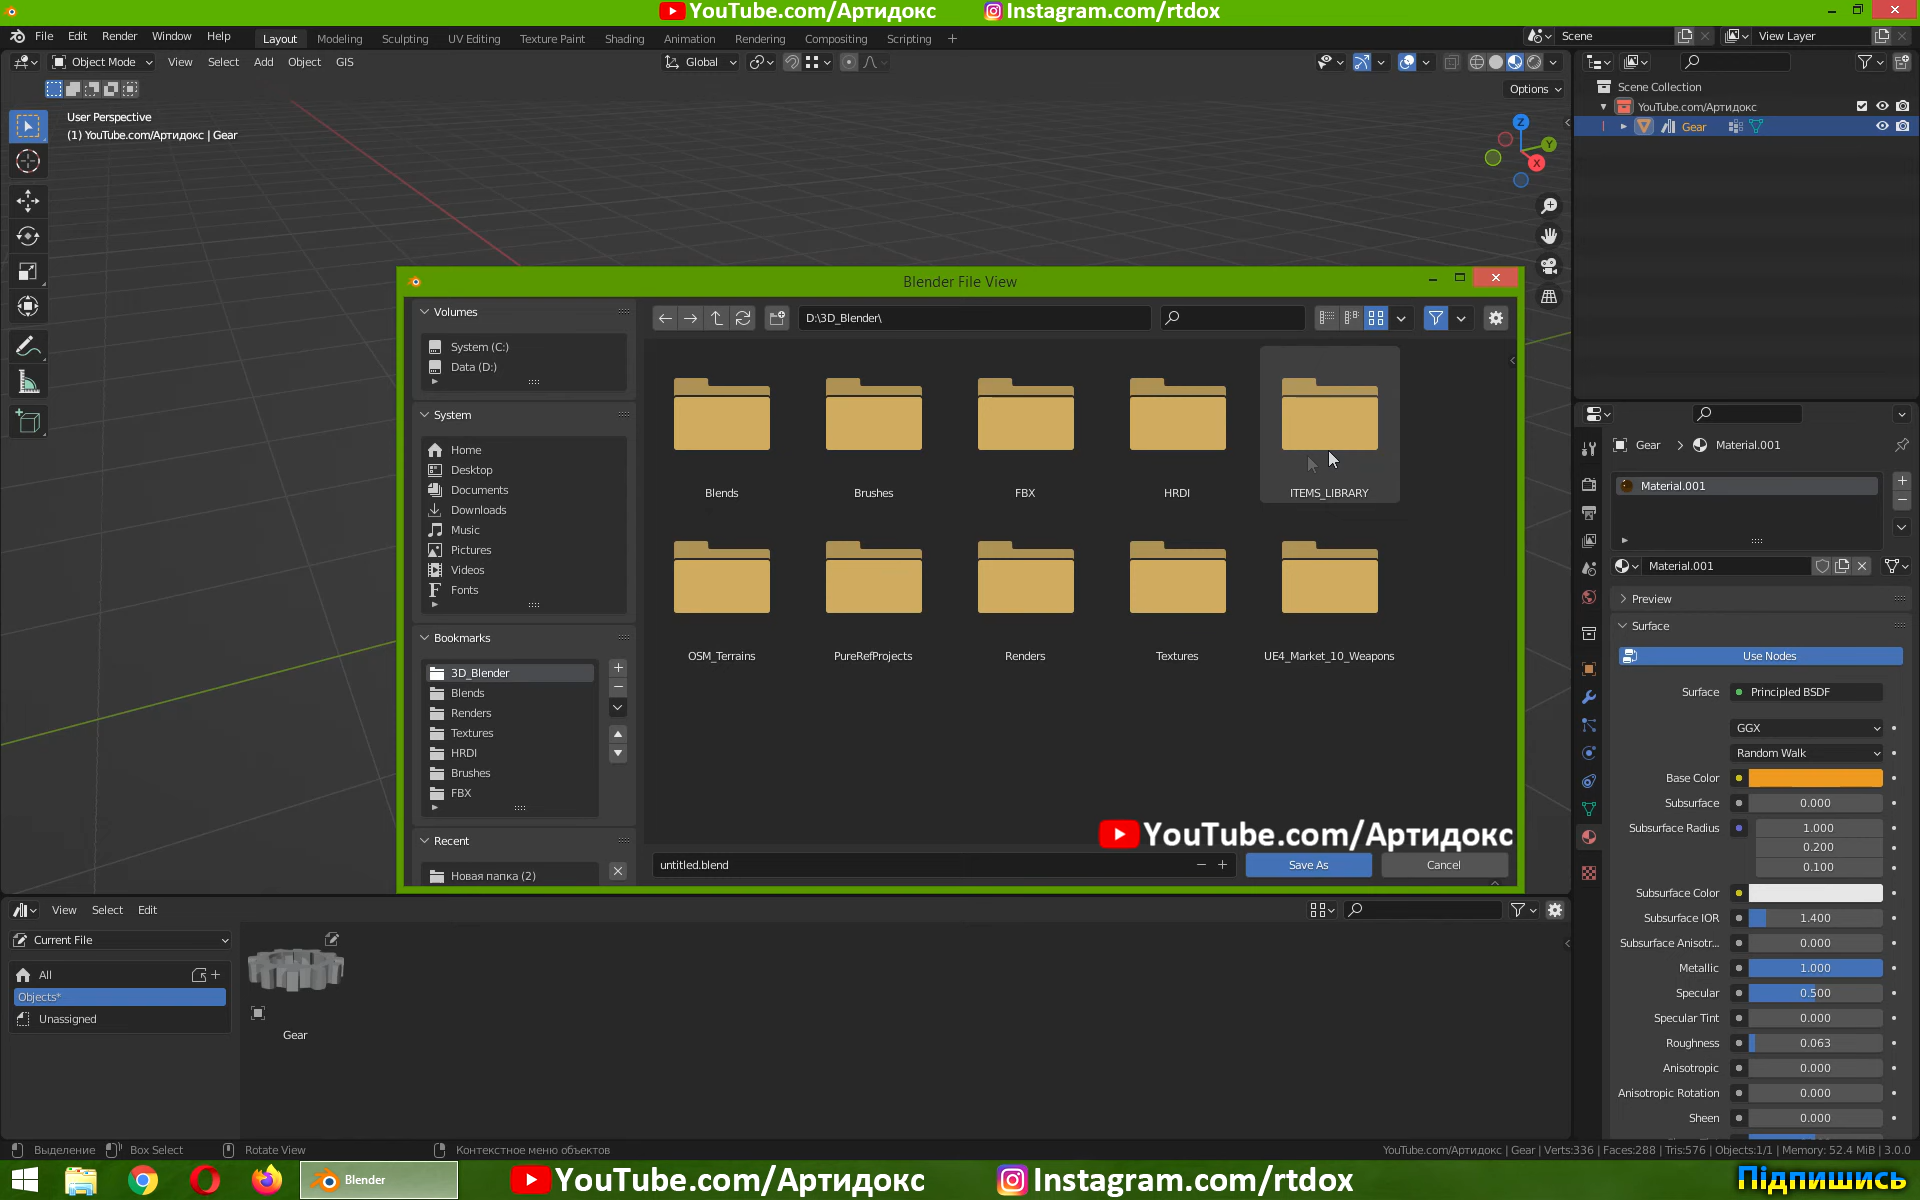 YouTube.com/Артидокс Instagram.com/rtdox
File Edit Render Window Help Layout Modeling Sculpting UV Editing Texture Paint Shading Animation Rendering Compositing Scripting + Scene View Layer
Object Mode View Select Add Object GIS Global
Options
User Perspective
(1) YouTube.com/Артидокс | Gear
Z
Y
X
Scene Collection
YouTube.com/Артидокс
Gear
Blender File View
Volumes
System (C:)
Data (D:)
System
Home
Desktop
Documents
Downloads
Music
Pictures
Videos
Fonts
Bookmarks
3D_Blender
Blends
Renders
Textures
HRDI
Brushes
FBX
Recent
Новая папка (2)
D:\3D_Blender\
Blends Brushes FBX HRDI ITEMS_LIBRARY
OSM_Terrains PureRefProjects Renders Textures UE4_Market_10_Weapons
YouTube.com/Артидокс
untitled.blend Save As Cancel
Gear Material.001
Material.001
Material.001
Preview
Surface
Use Nodes
Surface Principled BSDF
GGX
Random Walk
Base Color
Subsurface 0.000
Subsurface Radius 1.000
0.200
0.100
Subsurface Color
Subsurface IOR 1.400
Subsurface Anisotr... 0.000
Metallic 1.000
Specular 0.500
Specular Tint 0.000
Roughness 0.063
Anisotropic 0.000
Anisotropic Rotation 0.000
Sheen 0.000
View Select Edit
Current File
All
Objects*
Unassigned
Gear
Выделение Box Select Rotate View Контекстное меню объектов
YouTube.com/Артидокс | Gear | Verts:336 | Faces:288 | Tris:576 | Objects:1/1 | Memory: 52.4 MiB | 3.0.0
Blender YouTube.com/Артидокс Instagram.com/rtdox Підпишись